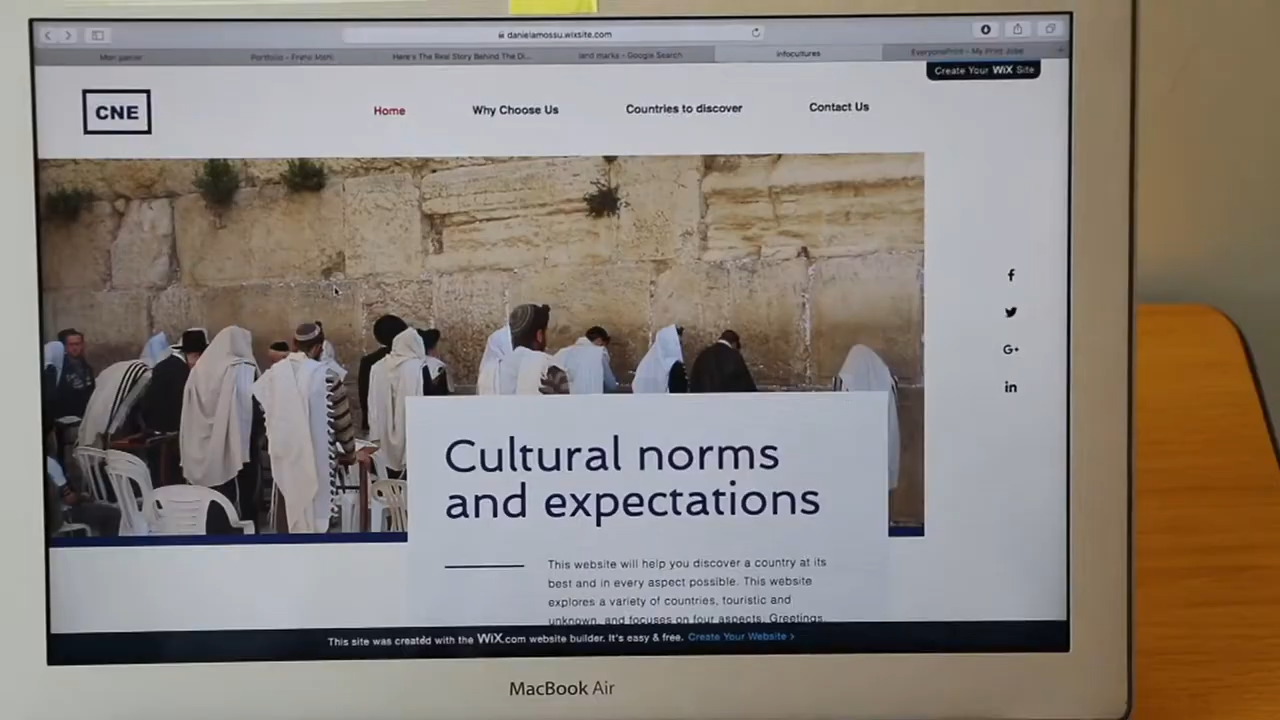 danielamossu.wixsite.com
Mon panier
Portfolio - Franz Mohl
Here's The Real Story Behind The Di...
land marks - Google Search
infocultures
EveryonePrint - My Print Jobs
Create Your WiX Site
CNE
Home
Why Choose Us
Countries to discover
Contact Us
f
G+
in
Cultural norms
and expectations
This website will help you discover a country at its
best and in every aspect possible. This website
explores a variety of countries, touristic and
unknown, and focuses on four aspects. Greetings,
This site was created with the WiX.com website builder. It's easy & free. Create Your Website >
MacBook Air